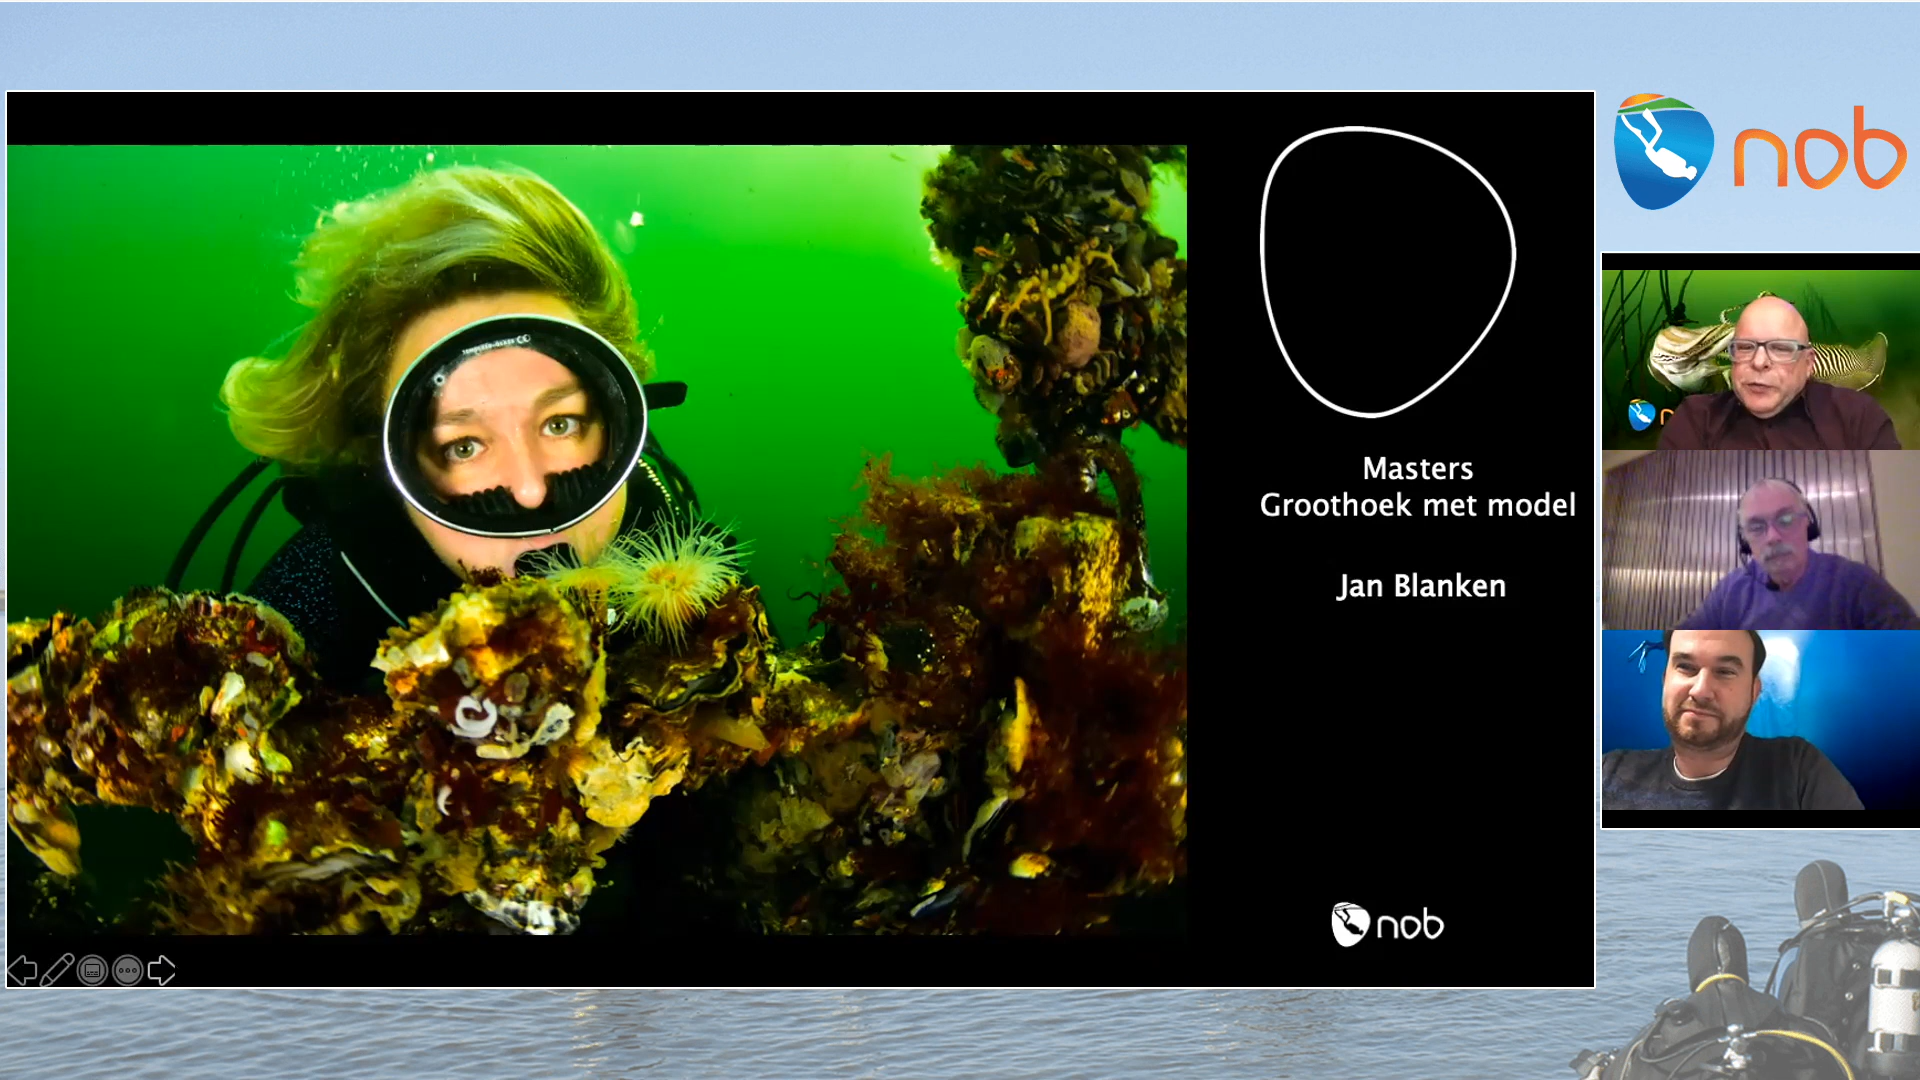 nob
Masters
Groothoek met model
Jan Blanken
nob